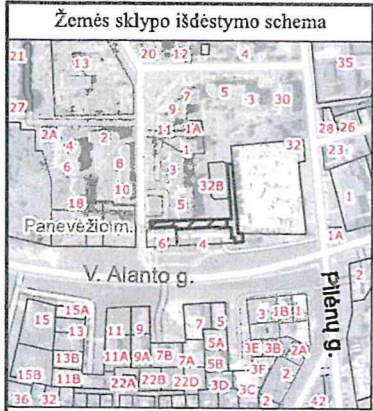 Žemės sklypo išdėstymo schema
21 13 20 12 4 35
27 7 5 3 30
9
11 1A 28 26
2A 2 1 32 23
4 8 3
6 32B 1
10
18 5
Panevėžio m. 6 4 1A
V. Alanto g.
2
Pilėnų g.
15A 7 5 3 1B 1
15 13 11 9 5A
3E 3B 2A
13B 11A 9A 7B 7A 5B 3F
15B 11B 22A 22B 22D 3D 3C 2
36 32 2 42